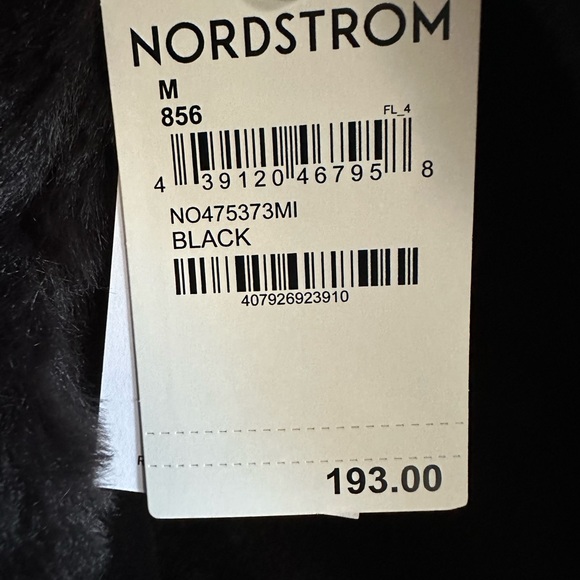 NORDSTROM
M
856
FL_4
4 39120 46795 8
NO475373MI
BLACK
407926923910
193.00